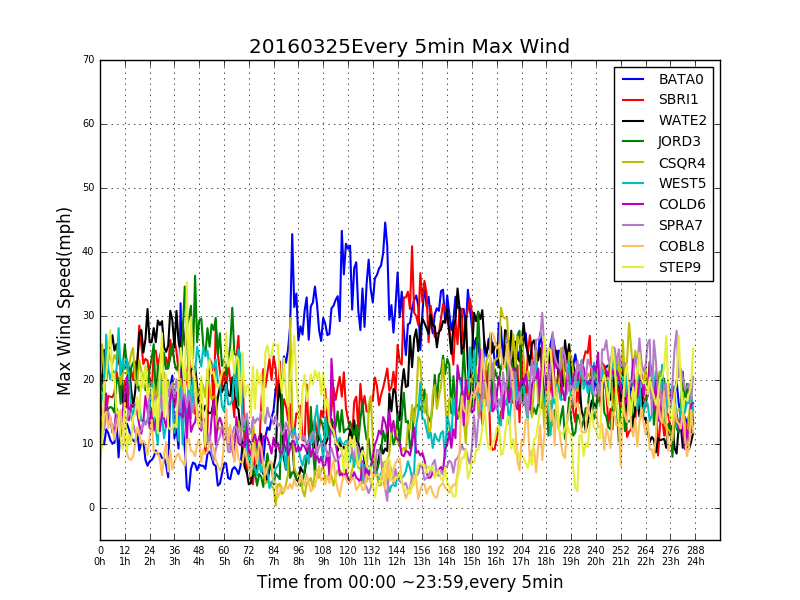 20160325Every 5min Max Wind
70
60
50
40
30
20
10
0
Max Wind Speed(mph)
BATA0
SBRI1
WATE2
JORD3
CSQR4
WEST5
COLD6
SPRA7
COBL8
STEP9
0 12 24 36 48 60 72 84 96 108 120 132 144 156 168 180 192 204 216 228 240 252 264 276 288
0h 1h 2h 3h 4h 5h 6h 7h 8h 9h 10h 11h 12h 13h 14h 15h 16h 17h 18h 19h 20h 21h 22h 23h 24h
Time from 00:00 ~23:59,every 5min